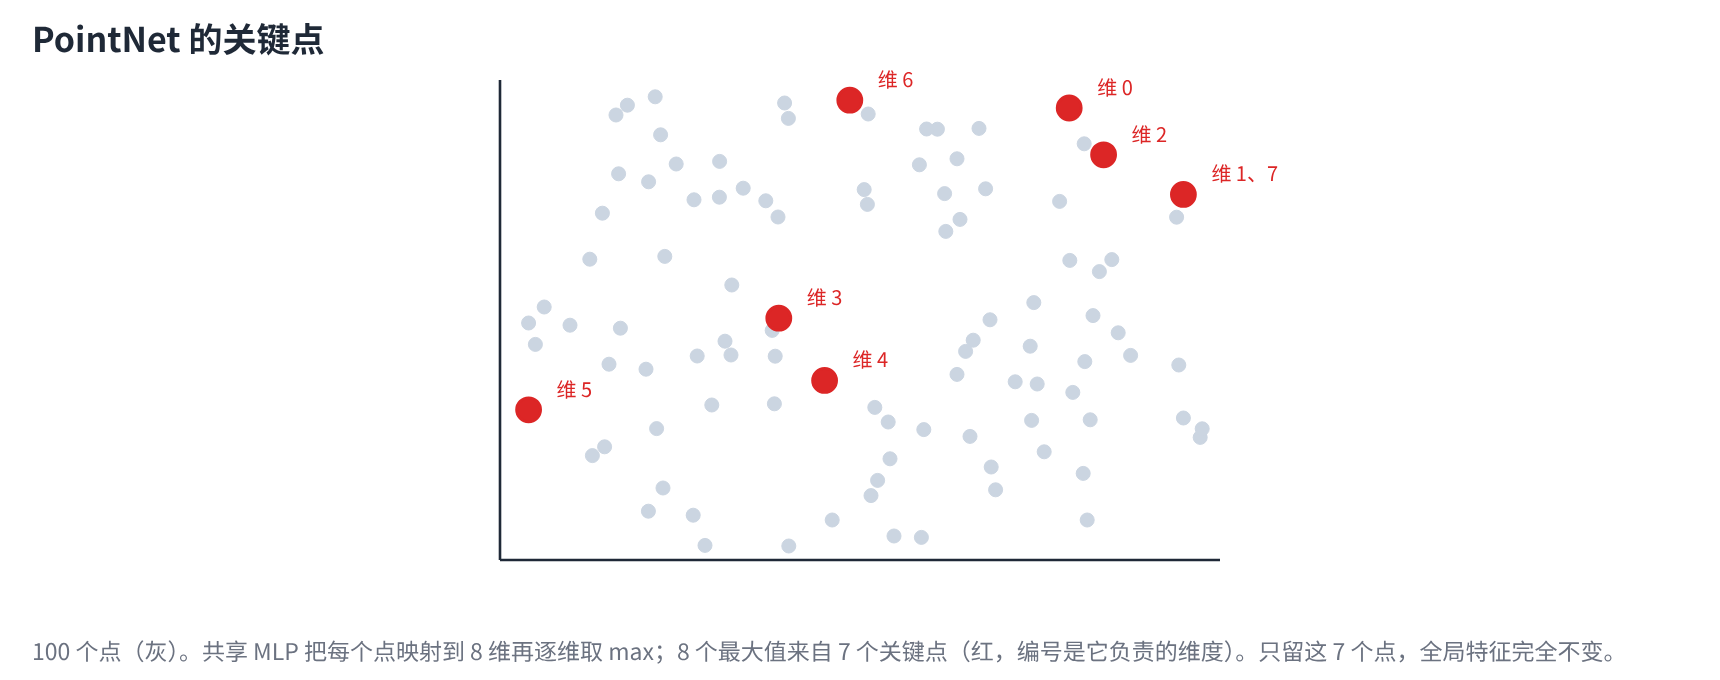 PointNet 的关键点
维 6
维 0
维 2
维 1、7
维 3
维 4
维 5
100 个点（灰）。共享 MLP 把每个点映射到 8 维再逐维取 max；8 个最大值来自 7 个关键点（红，编号是它负责的维度）。只留这 7 个点，全局特征完全不变。